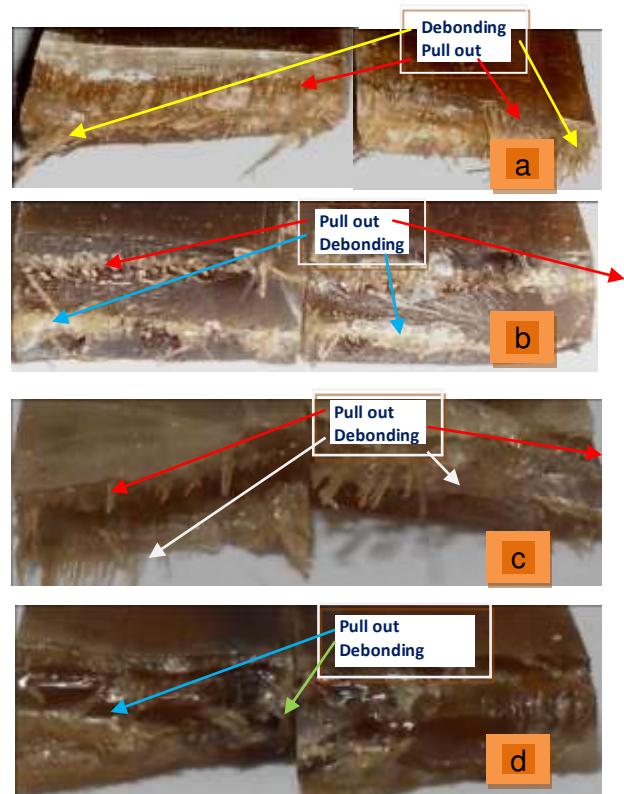 Debonding
Pull out
a
Pull out
Debonding
b
Pull out
Debonding
c
Pull out
Debonding
d